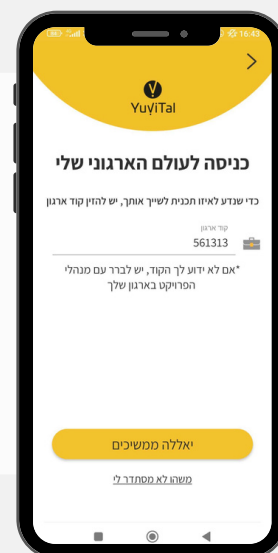 16:43
YuviTal
כניסה לעולם הארגוני שלי
כדי שנדע לאיזו תכנית לשייך אותך, יש להזין קוד ארגון
קוד ארגון
561313
*אם לא ידוע לך הקוד, יש לברר עם מנהלי
הפרויקט בארגון שלך
יאללה ממשיכים
משהו לא מסתדר לי